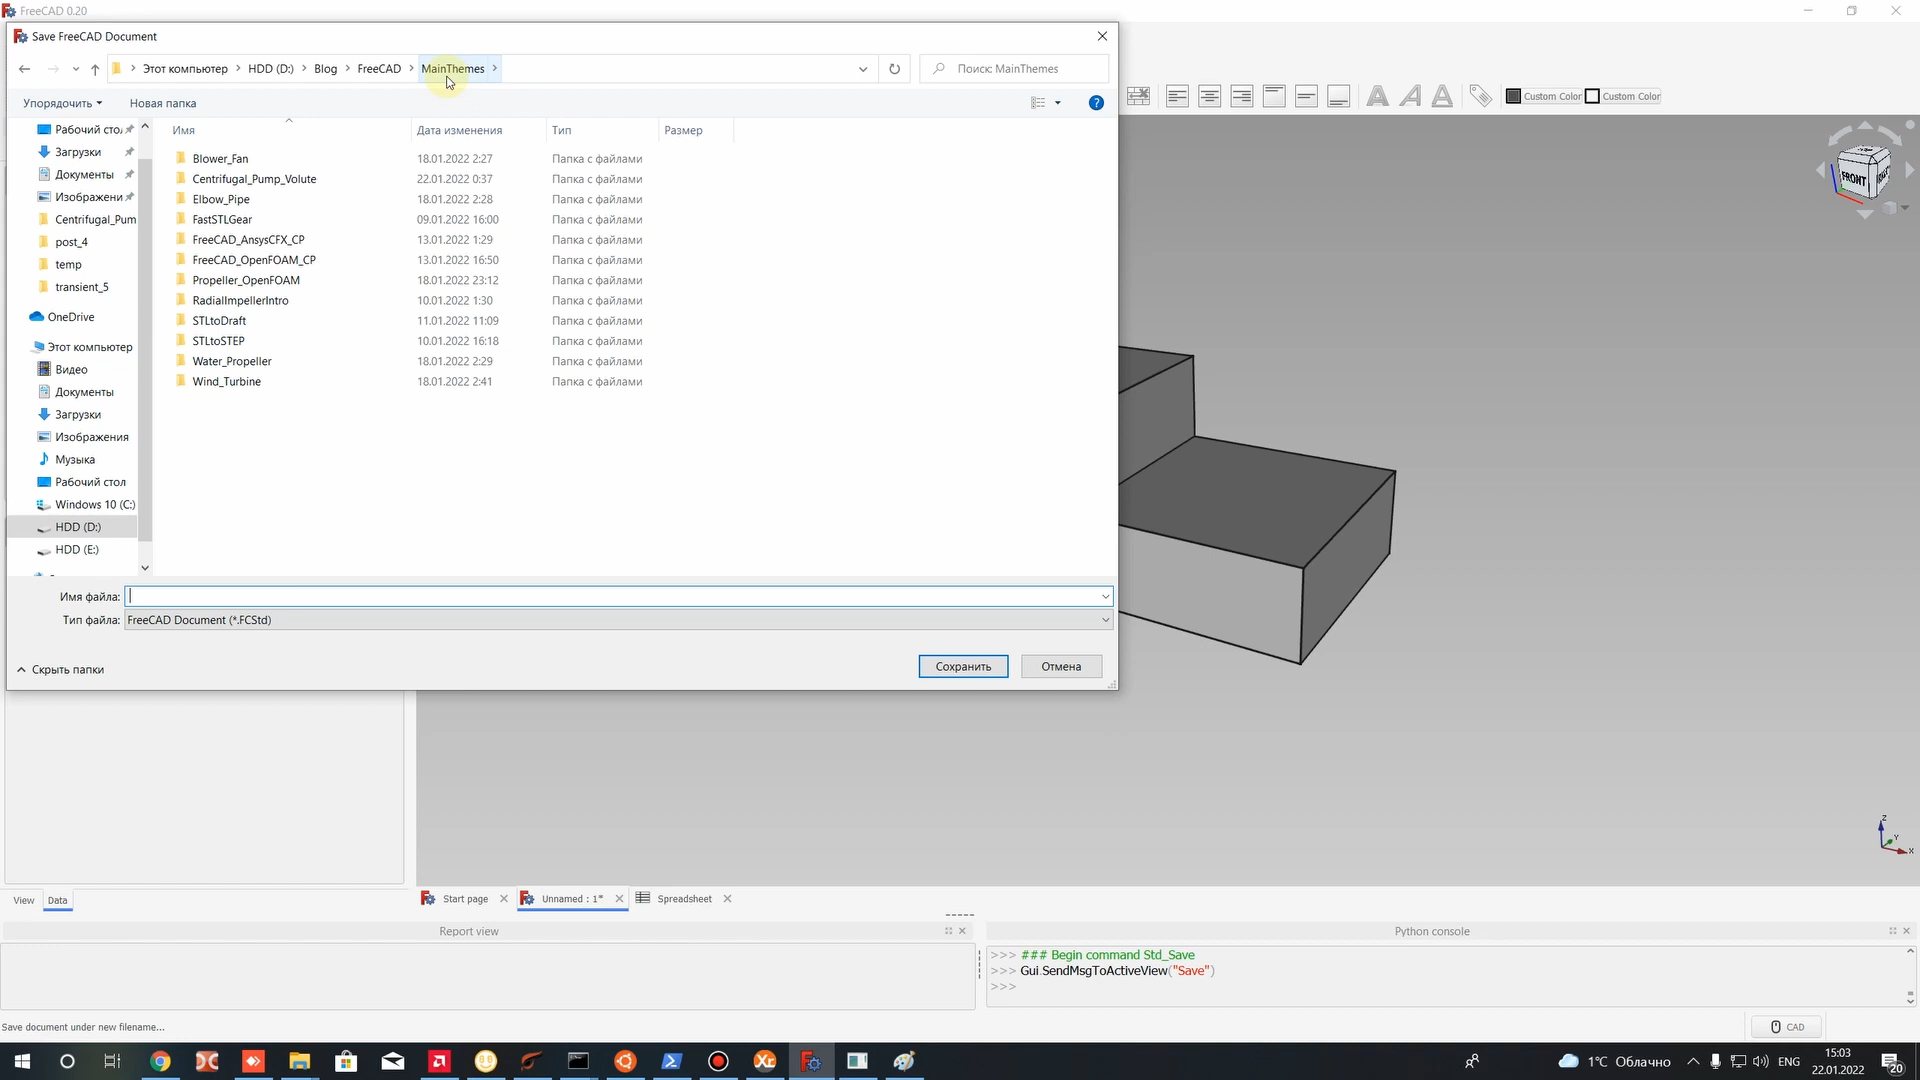 FreeCAD 0.20
Save FreeCAD Document
Этот компьютер
HDD (D:)
Blog
FreeCAD
MainThemes
Поиск: MainThemes
Упорядочить
Новая папка
Custom Color
Custom Color
Имя
Дата изменения
Тип
Размер
Рабочий сто
Загрузки
Документы
Изображени
Centrifugal_Pum
post_4
temp
transient_5
OneDrive
Этот компьютер
Видео
Документы
Загрузки
Изображения
Музыка
Рабочий стол
Windows 10 (C:)
HDD (D:)
HDD (E:)
Blower_Fan 18.01.2022 2:27 Папка с файлами
Centrifugal_Pump_Volute 22.01.2022 0:37 Папка с файлами
Elbow_Pipe 18.01.2022 2:28 Папка с файлами
FastSTLGear 09.01.2022 16:00 Папка с файлами
FreeCAD_AnsysCFX_CP 13.01.2022 1:29 Папка с файлами
FreeCAD_OpenFOAM_CP 13.01.2022 16:50 Папка с файлами
Propeller_OpenFOAM 18.01.2022 23:12 Папка с файлами
RadialImpellerIntro 10.01.2022 1:30 Папка с файлами
STLtoDraft 11.01.2022 11:09 Папка с файлами
STLtoSTEP 10.01.2022 16:18 Папка с файлами
Water_Propeller 18.01.2022 2:29 Папка с файлами
Wind_Turbine 18.01.2022 2:41 Папка с файлами
FRONT
Имя файла:
Тип файла: FreeCAD Document (*.FCStd)
Скрыть папки
Сохранить
Отмена
Z
Y
X
View
Data
Start page
Unnamed : 1*
Spreadsheet
Report view
Python console
>>> ### Begin command Std_Save
>>> Gui.SendMsgToActiveView("Save")
>>>
Save document under new filename...
CAD
1°C Облачно
ENG
15:03
22.01.2022
20